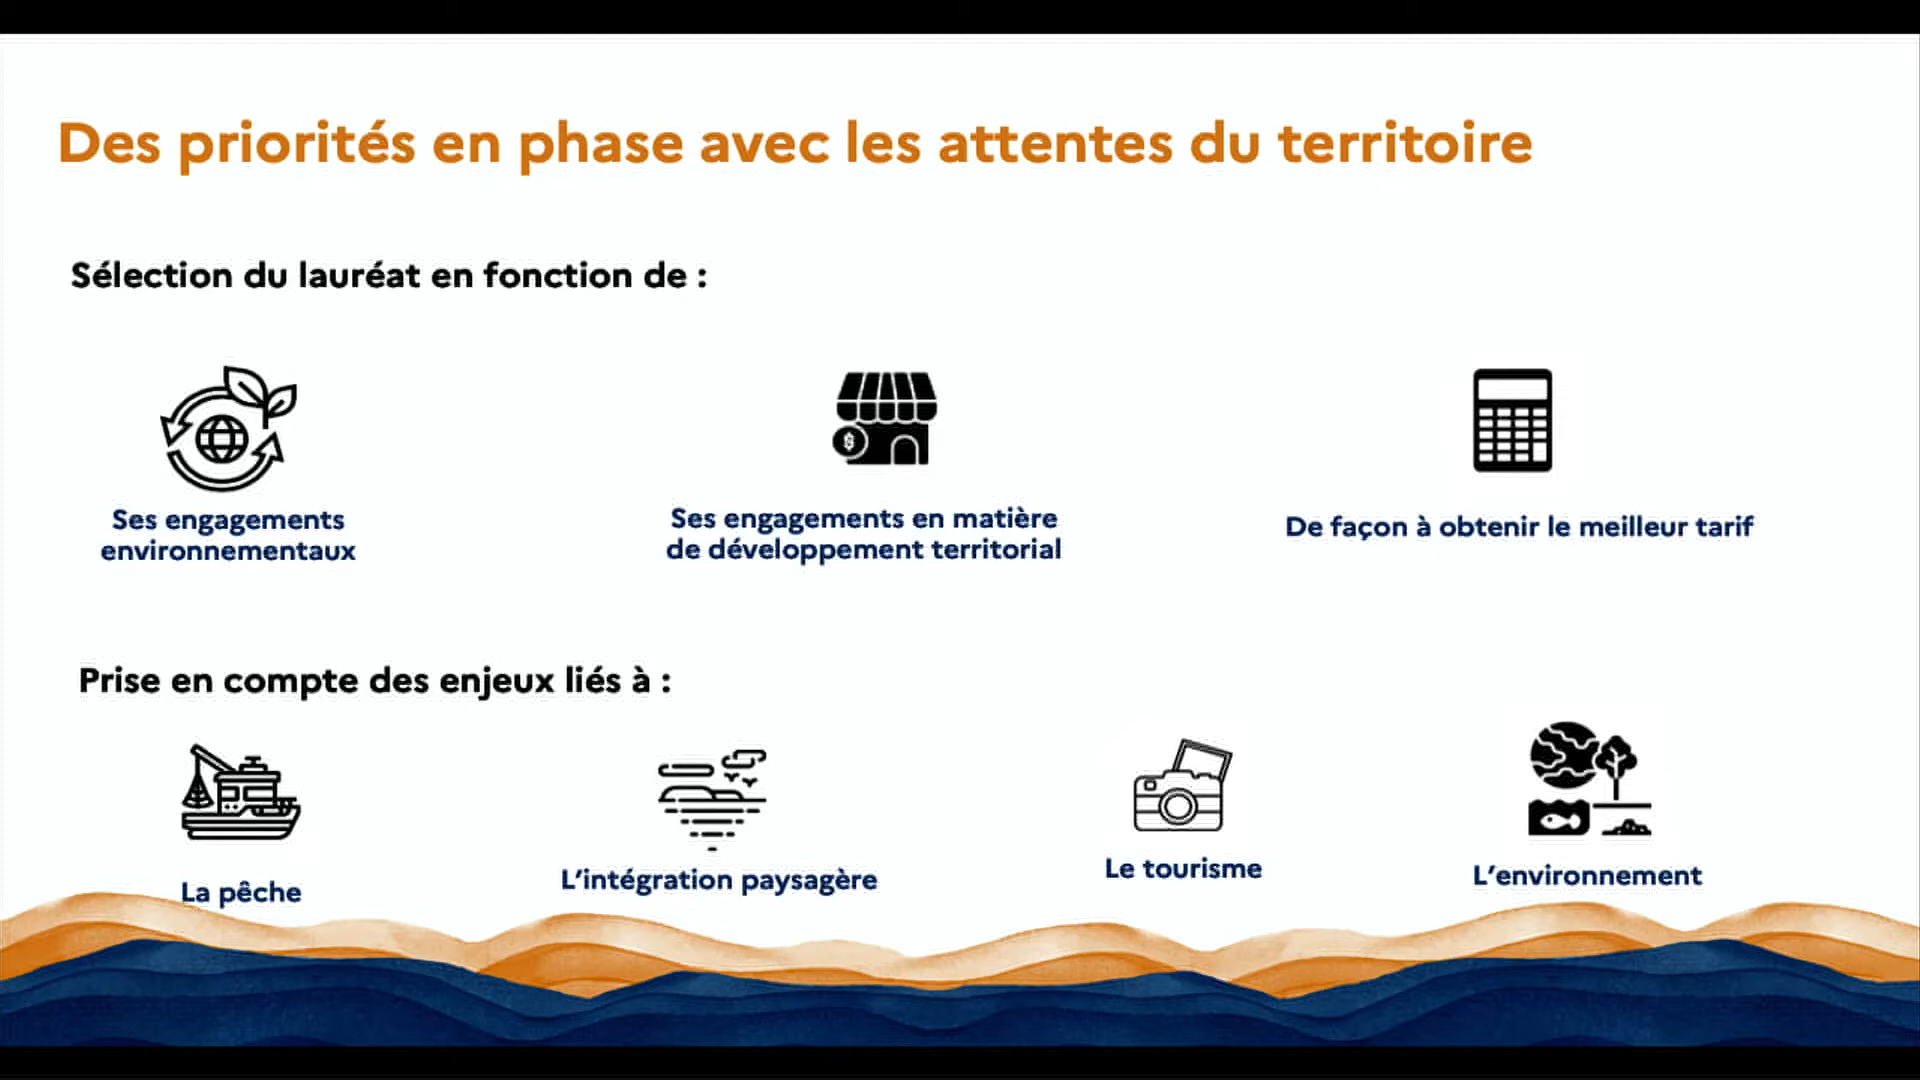 Des priorités en phase avec les attentes du territoire
Sélection du lauréat en fonction de :
Ses engagements
environnementaux
Ses engagements en matière
de développement territorial
De façon à obtenir le meilleur tarif
Prise en compte des enjeux liés à :
La pêche
L’intégration paysagère
Le tourisme
L’environnement